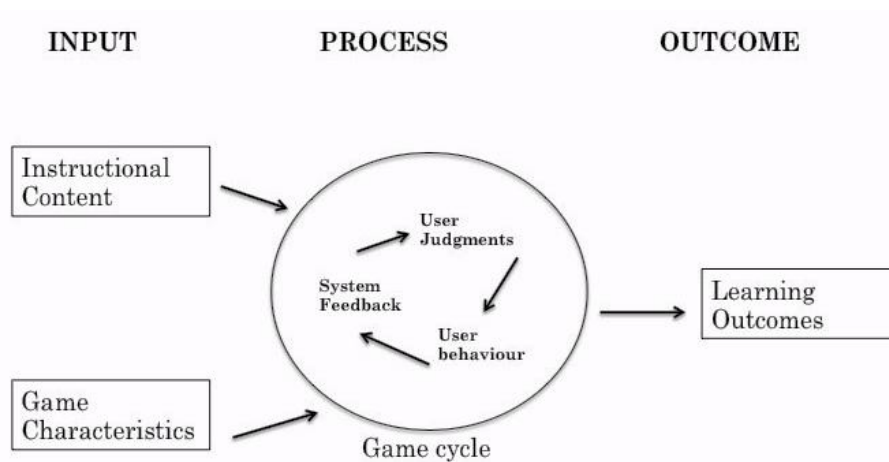 INPUT
PROCESS
OUTCOME
Instructional
Content
User
Judgments
System
Feedback
User
behaviour
Learning
Outcomes
Game
Characteristics
Game cycle